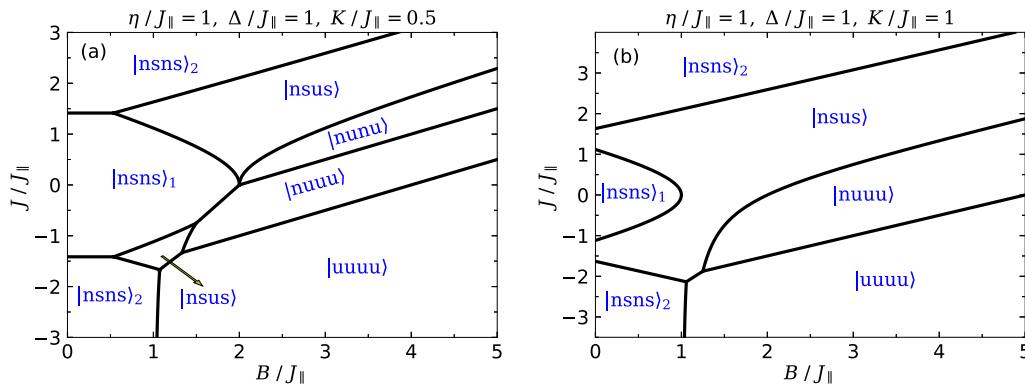 η / J∥ = 1, Δ / J∥ = 1, K / J∥ = 0.5
(a)
|nsns⟩₂
|nsus⟩
|nunu⟩
|nsns⟩₁
|nuuu⟩
|uuuu⟩
|nsns⟩₂
|nsus⟩
3
2
1
0
−1
−2
−3
J / J∥
0 1 2 3 4 5
B / J∥
η / J∥ = 1, Δ / J∥ = 1, K / J∥ = 1
(b)
|nsns⟩₂
|nsus⟩
|nsns⟩₁
|nuuu⟩
|nsns⟩₂
|uuuu⟩
3
2
1
0
−1
−2
−3
J / J∥
0 1 2 3 4 5
B / J∥